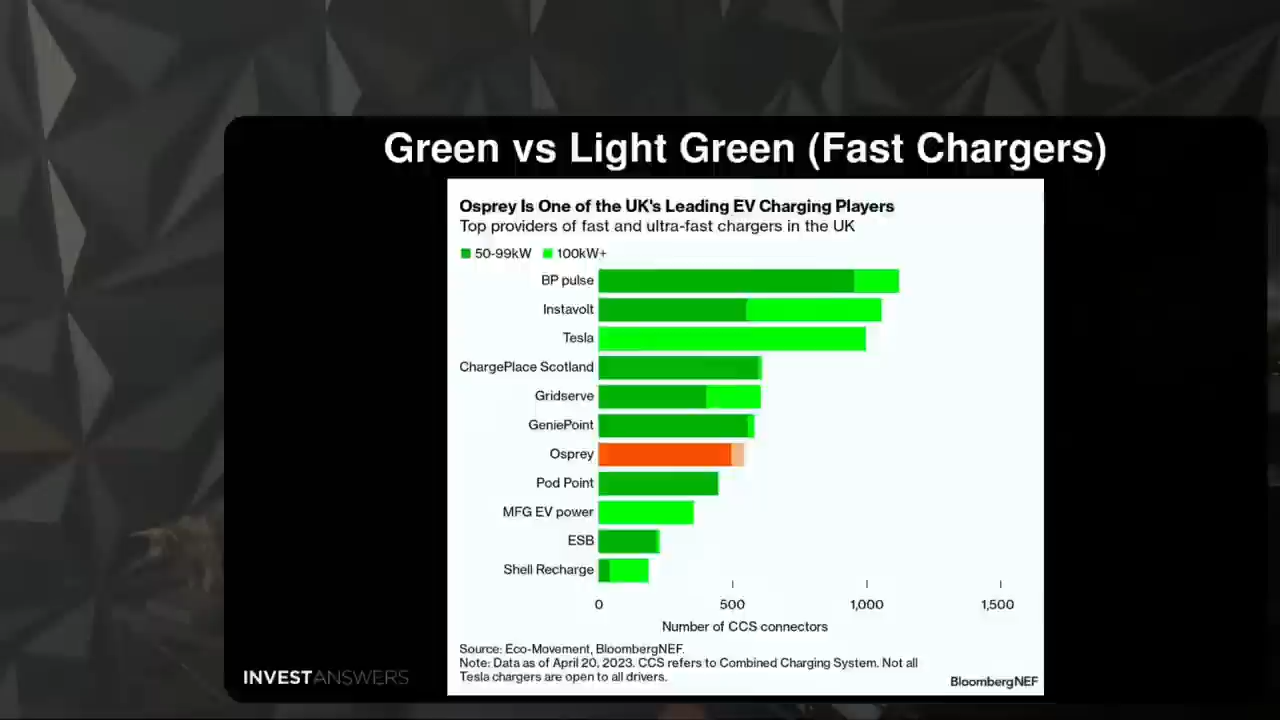 Green vs Light Green (Fast Chargers)
Osprey Is One of the UK's Leading EV Charging Players
Top providers of fast and ultra-fast chargers in the UK
50-99kW 100kW+
BP pulse
Instavolt
Tesla
ChargePlace Scotland
Gridserve
GeniePoint
Osprey
Pod Point
MFG EV power
ESB
Shell Recharge
0 500 1,000 1,500
Number of CCS connectors
Source: Eco-Movement, BloombergNEF.
Note: Data as of April 20, 2023. CCS refers to Combined Charging System. Not all
Tesla chargers are open to all drivers.
BloombergNEF
INVESTANSWERS